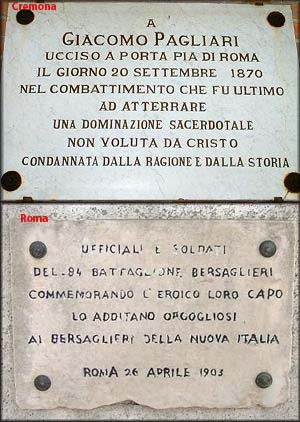 Cremona
A
GIACOMO PAGLIARI
UCCISO A PORTA PIA DI ROMA
IL GIORNO 20 SETTEMBRE 1870
NEL COMBATTIMENTO CHE FU ULTIMO
AD ATTERRARE
UNA DOMINAZIONE SACERDOTALE
NON VOLUTA DA CRISTO
CONDANNATA DALLA RAGIONE E DALLA STORIA
Roma
UFFICIALI E SOLDATI
DEL 34 BATTAGLIONE BERSAGLIERI
COMMEMORANDO L'EROICO LORO CAPO
LO ADDITANO ORGOGLIOSI
AI BERSAGLIERI DELLA NUOVA ITALIA
ROMA 26 APRILE 1903